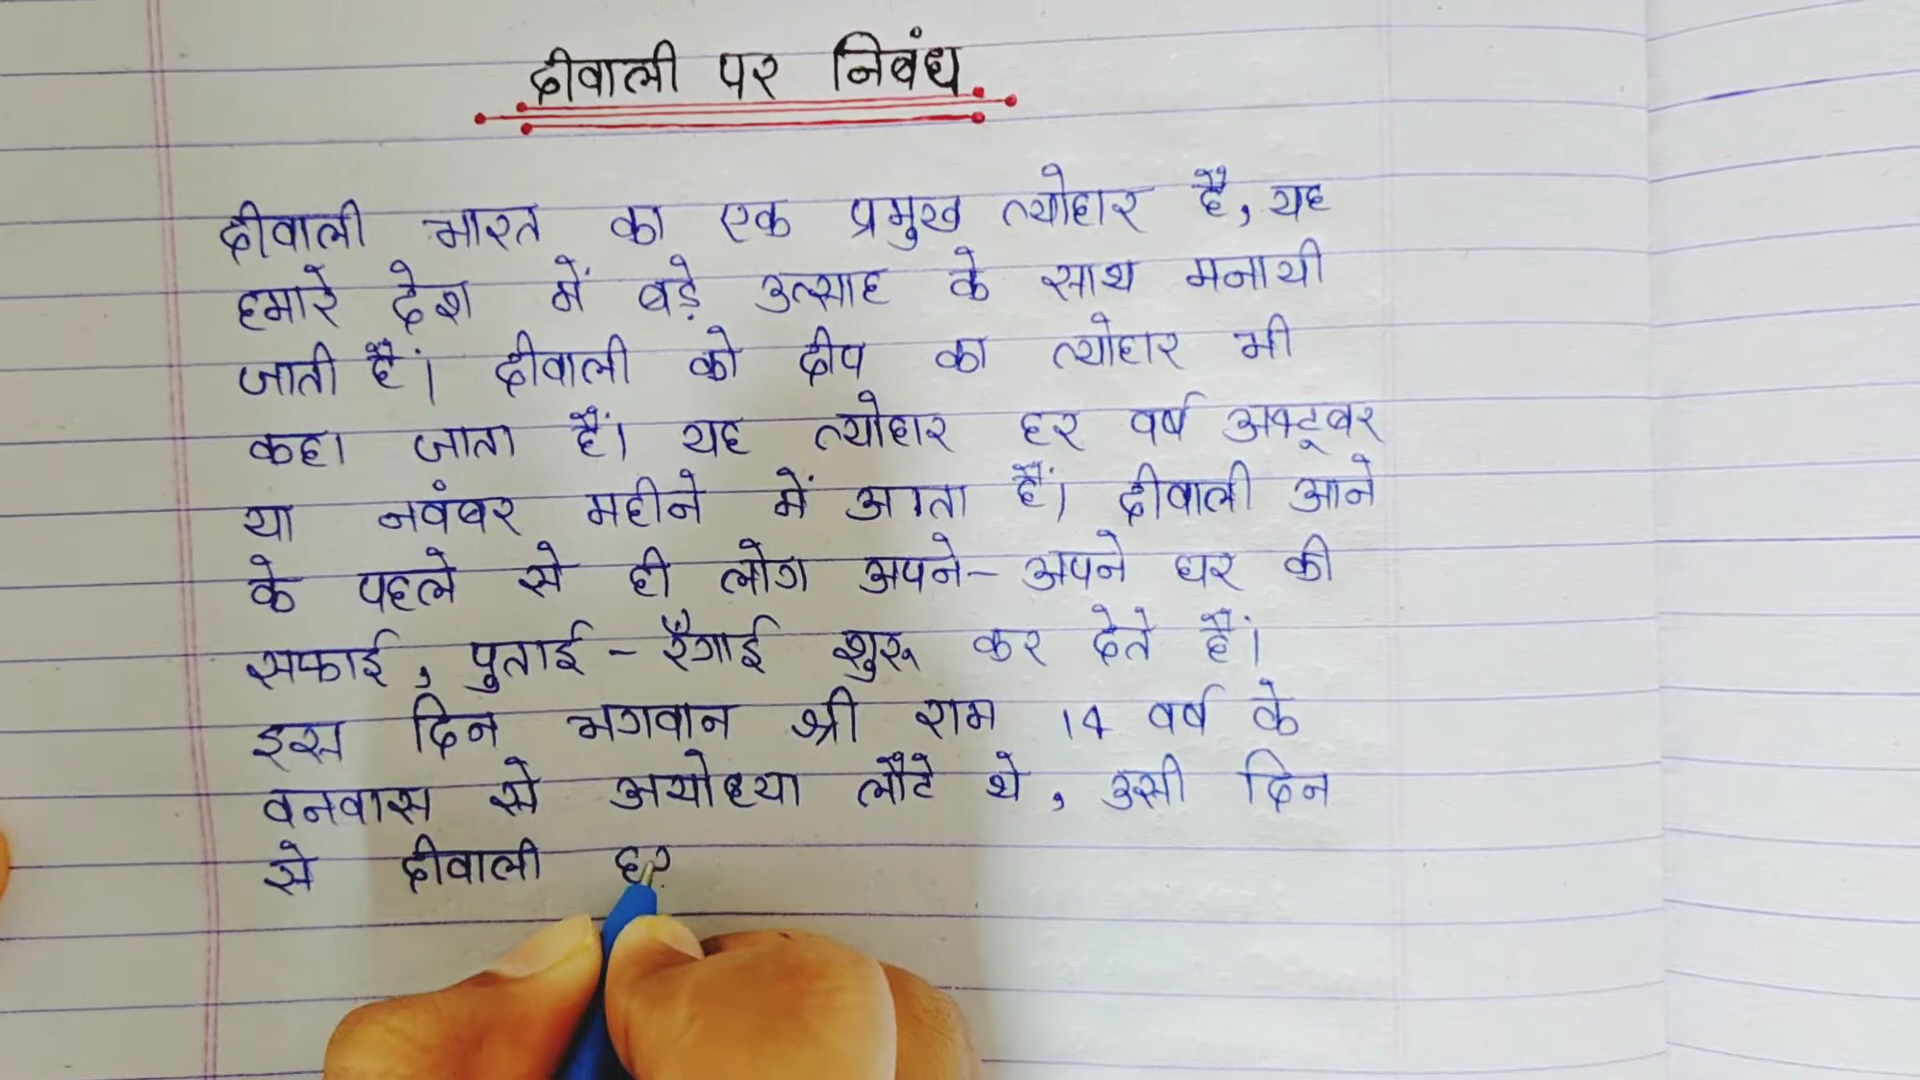 दीवाली पर निबंध
दीवाली भारत का एक प्रमुख त्योहार है, यह
हमारे देश में बड़े उत्साह के साथ मनायी
जाती हैं। दीवाली को दीप का त्योहार भी
कहा जाता हैं। यह त्योहार हर वर्ष अक्टूबर
या नवंबर महीने में आता हैं। दीवाली आने
के पहले से ही लोग अपने- अपने घर की
सफाई, पुताई - रँगाई शुरू कर देते हैं।
इस दिन भगवान श्री राम 14 वर्ष के
वनवास से अयोध्या लौटे थे, उसी दिन
से दीवाली हर